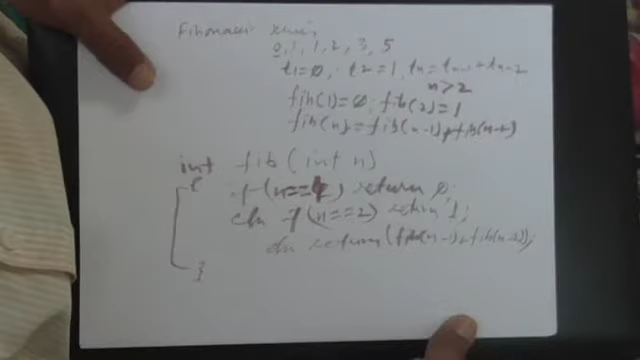 Fibonacci series
0, 1, 1, 2, 3, 5
t1=0, t2=1, tn=tn-1+tn-2
n>2
fib(1)=0; fib(2)=1
fib(n)=fib(n-1)+fib(n-2)
int fib(int n)
{
if(n==1) return 0;
else if(n==2) return 1;
else return(fib(n-1)+fib(n-2));
}